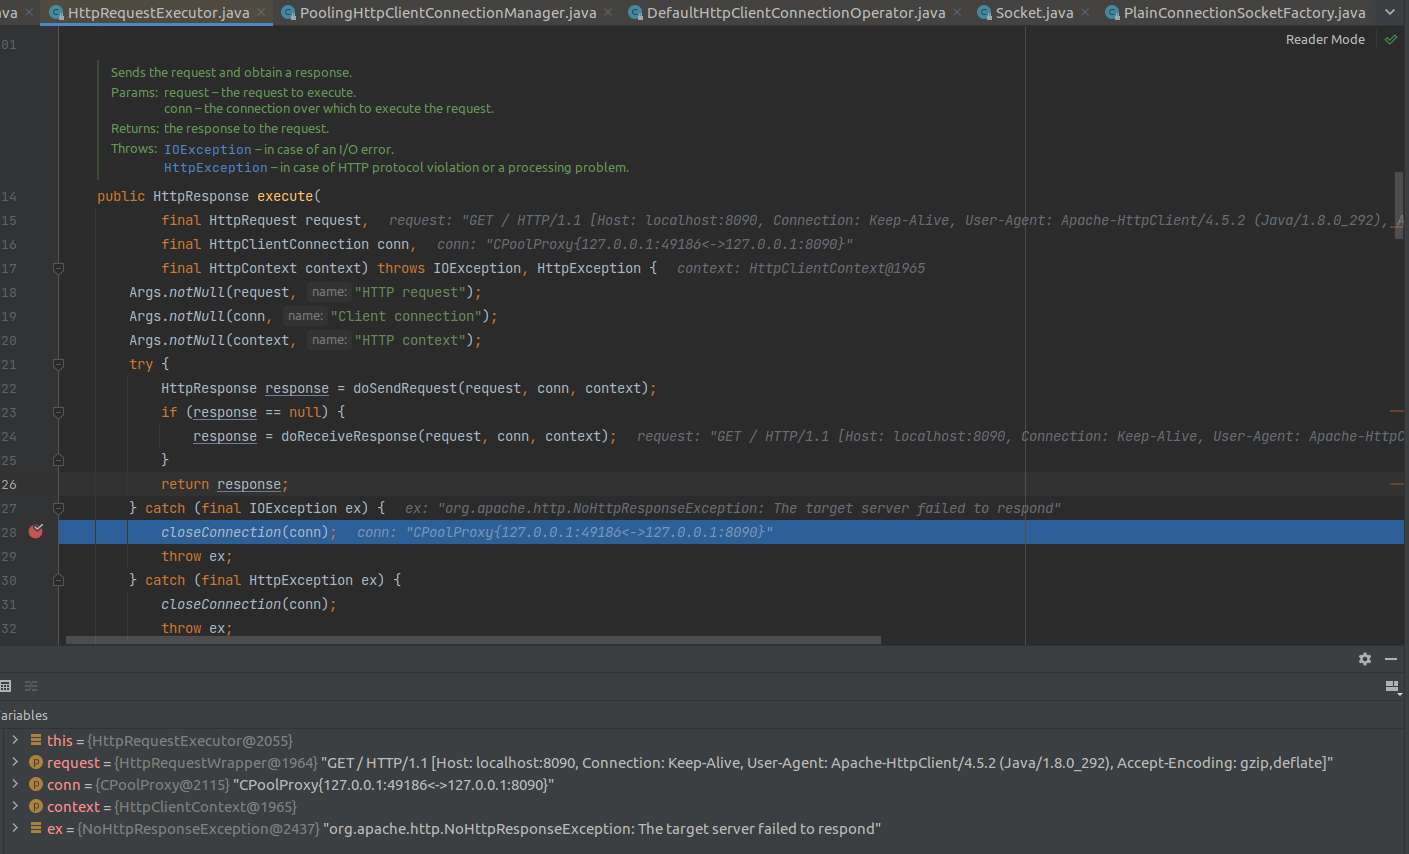 ava HttpRequestExecutor.java PoolingHttpClientConnectionManager.java DefaultHttpClientConnectionOperator.java Socket.java PlainConnectionSocketFactory.java
01 Reader Mode
Sends the request and obtain a response.
Params: request – the request to execute.
conn – the connection over which to execute the request.
Returns: the response to the request.
Throws: IOException – in case of an I/O error.
HttpException – in case of HTTP protocol violation or a processing problem.
14 public HttpResponse execute(
15 final HttpRequest request, request: "GET / HTTP/1.1 [Host: localhost:8090, Connection: Keep-Alive, User-Agent: Apache-HttpClient/4.5.2 (Java/1.8.0_292),
16 final HttpClientConnection conn, conn: "CPoolProxy{127.0.0.1:49186<->127.0.0.1:8090}"
17 final HttpContext context) throws IOException, HttpException { context: HttpClientContext@1965
18 Args.notNull(request, name: "HTTP request");
19 Args.notNull(conn, name: "Client connection");
20 Args.notNull(context, name: "HTTP context");
21 try {
22 HttpResponse response = doSendRequest(request, conn, context);
23 if (response == null) {
24 response = doReceiveResponse(request, conn, context); request: "GET / HTTP/1.1 [Host: localhost:8090, Connection: Keep-Alive, User-Agent: Apache-HttpC
25 }
26 return response;
27 } catch (final IOException ex) { ex: "org.apache.http.NoHttpResponseException: The target server failed to respond"
28 closeConnection(conn); conn: "CPoolProxy{127.0.0.1:49186<->127.0.0.1:8090}"
29 throw ex;
30 } catch (final HttpException ex) {
31 closeConnection(conn);
32 throw ex;
ariables
this = {HttpRequestExecutor@2055}
request = {HttpRequestWrapper@1964} "GET / HTTP/1.1 [Host: localhost:8090, Connection: Keep-Alive, User-Agent: Apache-HttpClient/4.5.2 (Java/1.8.0_292), Accept-Encoding: gzip,deflate]"
conn = {CPoolProxy@2115} "CPoolProxy{127.0.0.1:49186<->127.0.0.1:8090}"
context = {HttpClientContext@1965}
ex = {NoHttpResponseException@2437} "org.apache.http.NoHttpResponseException: The target server failed to respond"